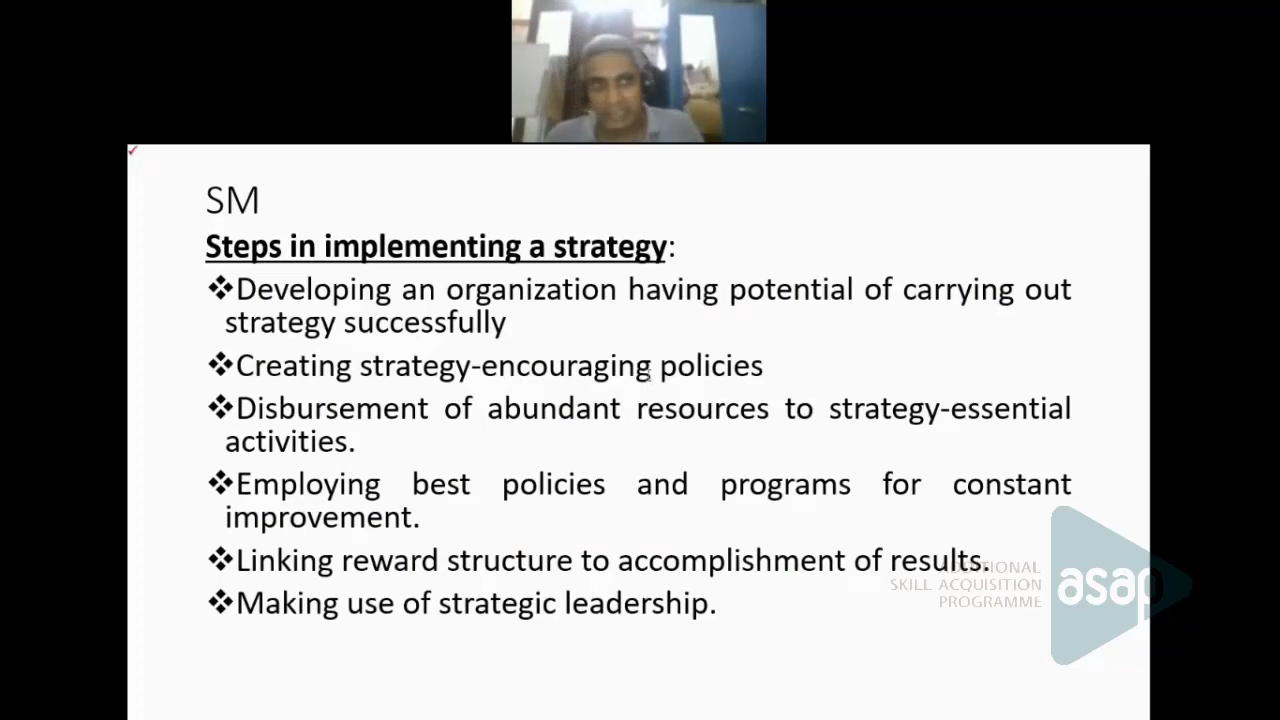 SM
Steps in implementing a strategy:
❖Developing an organization having potential of carrying out
strategy successfully
❖Creating strategy-encouraging policies
❖Disbursement of abundant resources to strategy-essential
activities.
❖Employing best policies and programs for constant
improvement.
❖Linking reward structure to accomplishment of results.
❖Making use of strategic leadership.
ADDITIONAL
SKILL ACQUISITION
PROGRAMME
asap